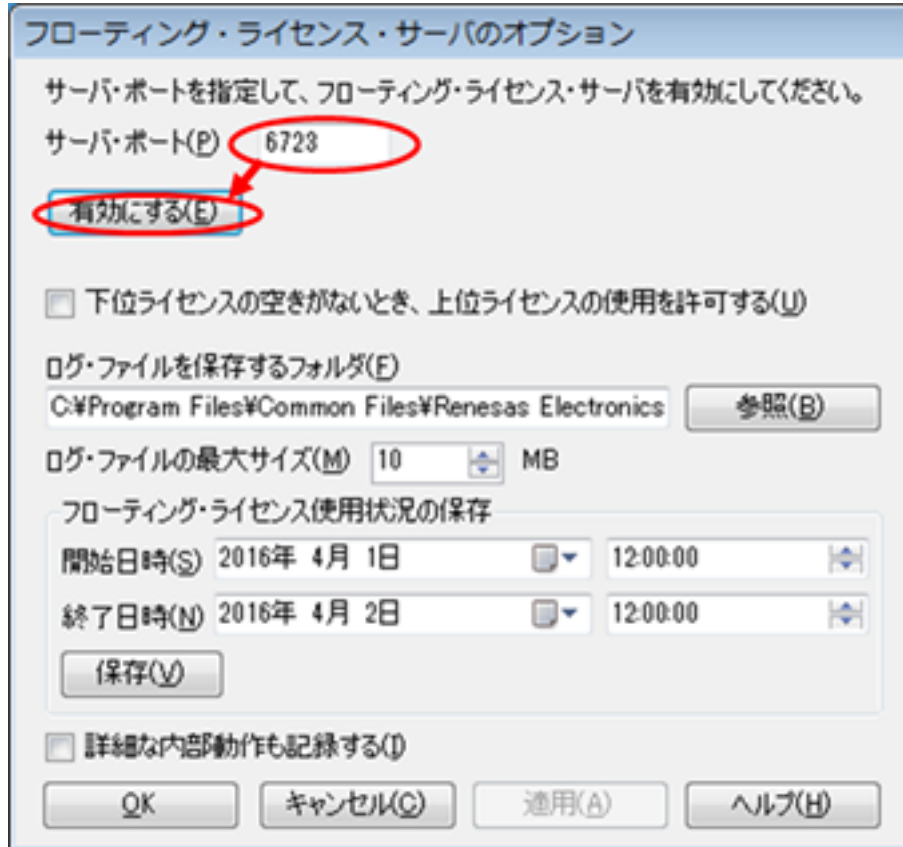 フローティング・ライセンス・サーバのオプション
サーバ・ポートを指定して、フローティング・ライセンス・サーバを有効にしてください。
サーバ・ポート(P) 6723
有効にする(E)
下位ライセンスの空きがないとき、上位ライセンスの使用を許可する(U)
ログ・ファイルを保存するフォルダ(F)
C:¥Program Files¥Common Files¥Renesas Electronics 参照(B)
ログ・ファイルの最大サイズ(M) 10 MB
フローティング・ライセンス使用状況の保存
開始日時(S) 2016年 4月 1日 12:00:00
終了日時(N) 2016年 4月 2日 12:00:00
保存(V)
詳細な内部動作も記録する(I)
OK キャンセル(C) 適用(A) ヘルプ(H)